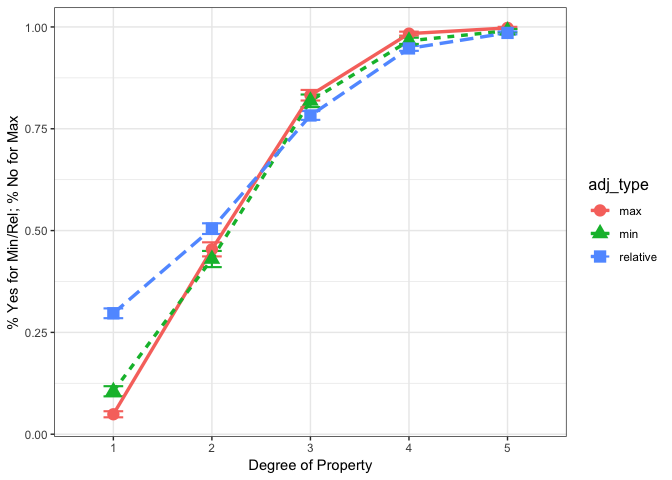 % Yes for Min/Rel; % No for Max
1.00
0.75
0.50
0.25
0.00
1 2 3 4 5
Degree of Property
adj_type
max
min
relative